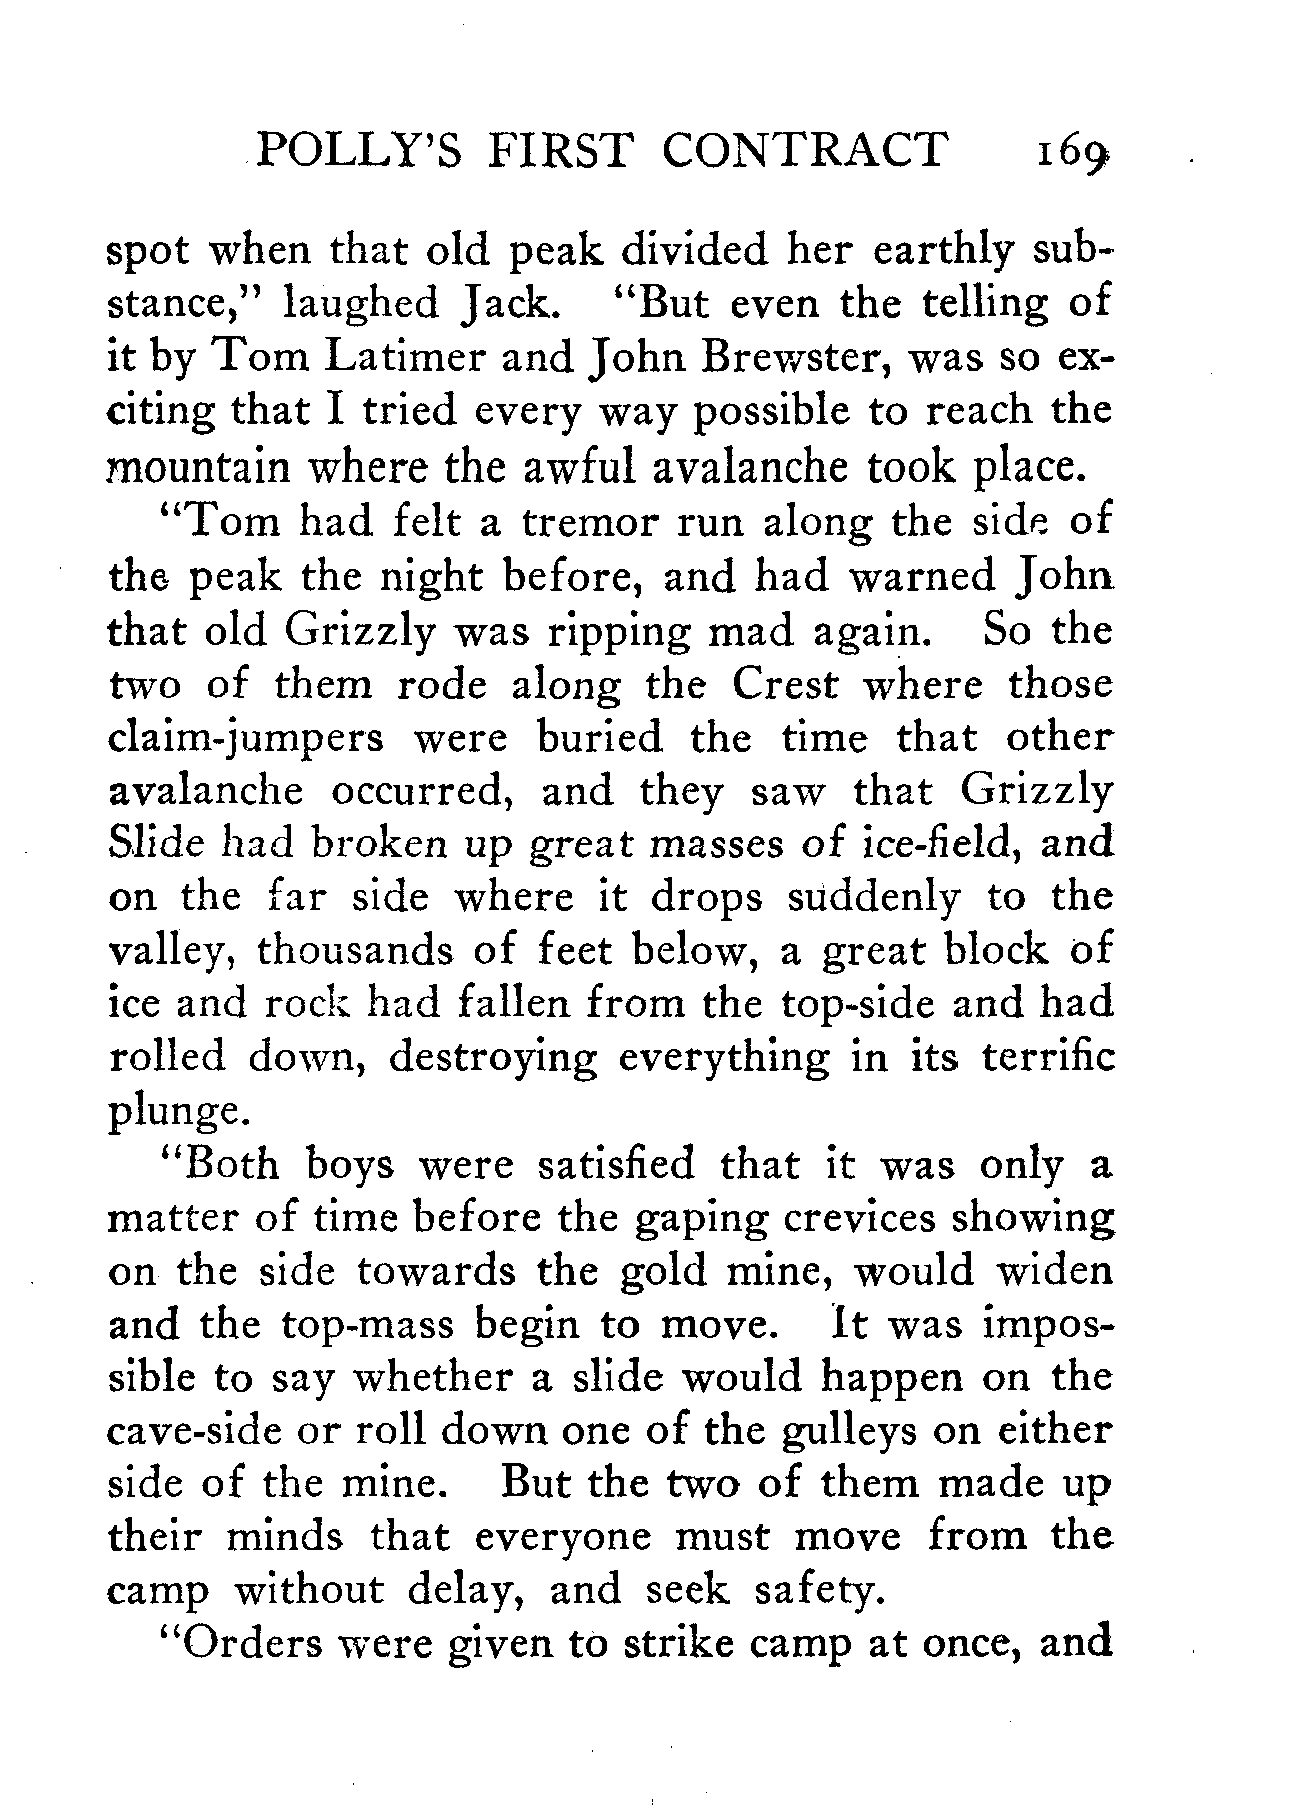 POLLY'S FIRST CONTRACT 169
spot when that old peak divided her earthly sub-
stance," laughed Jack. "But even the telling of
it by Tom Latimer and John Brewster, was so ex-
citing that I tried every way possible to reach the
mountain where the awful avalanche took place.
"Tom had felt a tremor run along the side of
the peak the night before, and had warned John
that old Grizzly was ripping mad again. So the
two of them rode along the Crest where those
claim-jumpers were buried the time that other
avalanche occurred, and they saw that Grizzly
Slide had broken up great masses of ice-field, and
on the far side where it drops suddenly to the
valley, thousands of feet below, a great block of
ice and rock had fallen from the top-side and had
rolled down, destroying everything in its terrific
plunge.
"Both boys were satisfied that it was only a
matter of time before the gaping crevices showing
on the side towards the gold mine, would widen
and the top-mass begin to move. It was impos-
sible to say whether a slide would happen on the
cave-side or roll down one of the gulleys on either
side of the mine. But the two of them made up
their minds that everyone must move from the
camp without delay, and seek safety.
"Orders were given to strike camp at once, and